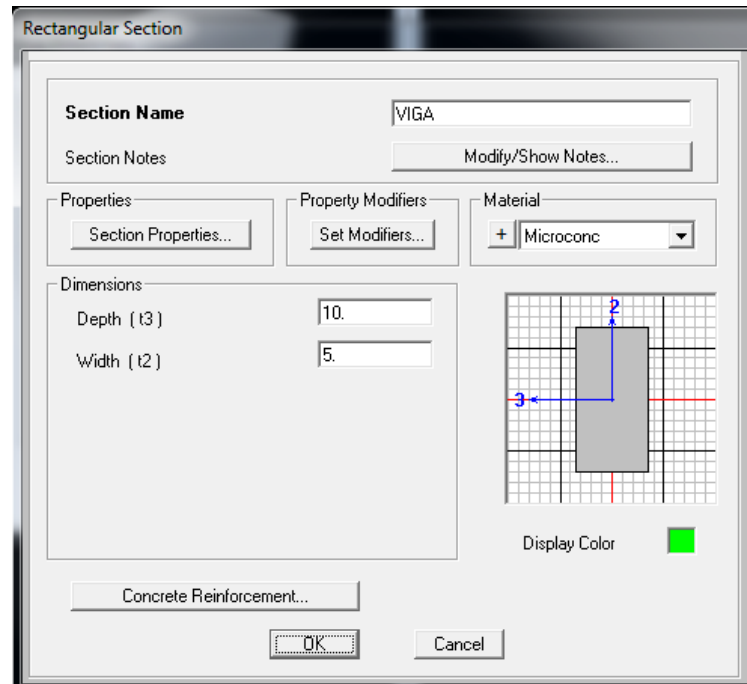 Rectangular Section
Section Name VIGA
Section Notes Modify/Show Notes...
Properties Property Modifiers Material
Section Properties... Set Modifiers... + Microconc
Dimensions
Depth ( t3 ) 10.
Width ( t2 ) 5.
2
3
Display Color
Concrete Reinforcement...
OK Cancel